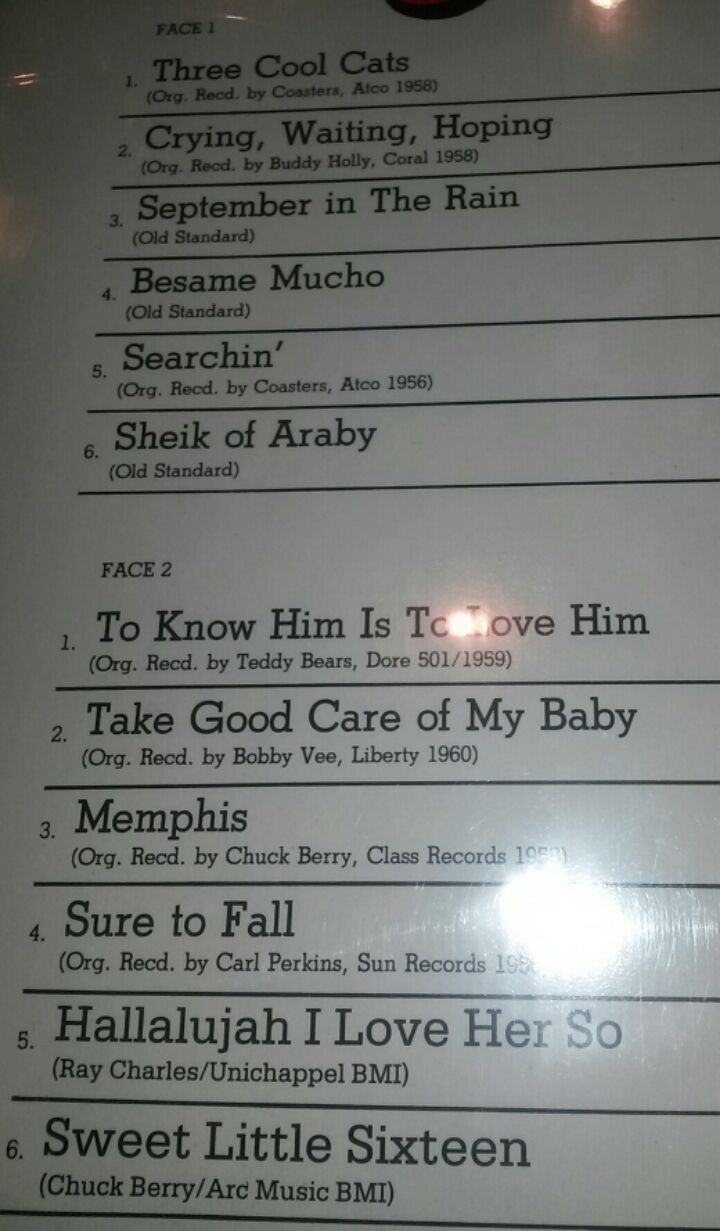 FACE 1
1. Three Cool Cats
(Org. Recd. by Coasters, Atco 1958)
2. Crying, Waiting, Hoping
(Org. Recd. by Buddy Holly, Coral 1958)
3. September in The Rain
(Old Standard)
4. Besame Mucho
(Old Standard)
5. Searchin'
(Org. Recd. by Coasters, Atco 1956)
6. Sheik of Araby
(Old Standard)
FACE 2
1. To Know Him Is To Love Him
(Org. Recd. by Teddy Bears, Dore 501/1959)
2. Take Good Care of My Baby
(Org. Recd. by Bobby Vee, Liberty 1960)
3. Memphis
(Org. Recd. by Chuck Berry, Class Records
4. Sure to Fall
(Org. Recd. by Carl Perkins, Sun Records
5. Hallalujah I Love Her So
(Ray Charles/Unichappel BMI)
6. Sweet Little Sixteen
(Chuck Berry/Arc Music BMI)